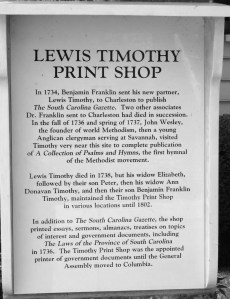 LEWIS TIMOTHY
PRINT SHOP
In 1734, Benjamin Franklin sent his new partner,
Lewis Timothy, to Charleston to publish
The South Carolina Gazette. Two other associates
Dr. Franklin sent to Charleston had died in succession.
In the fall of 1736 and spring of 1737, John Wesley,
the founder of world Methodism, then a young
Anglican clergyman serving at Savannah, visited
Timothy very near this site to complete publication
of A Collection of Psalms and Hymns, the first hymnal
of the Methodist movement.
Lewis Timothy died in 1738, but his widow Elizabeth,
followed by their son Peter, then his widow Ann
Donavan Timothy, and then their son Benjamin Franklin
Timothy, maintained the Timothy Print Shop
in various locations until 1802.
In addition to The South Carolina Gazette, the shop
printed essays, sermons, almanacs, treatises on topics
of interest and government documents, including
The Laws of the Province of South Carolina
in 1736. The Timothy Print Shop was the appointed
printer of government documents until the General
Assembly moved to Columbia.